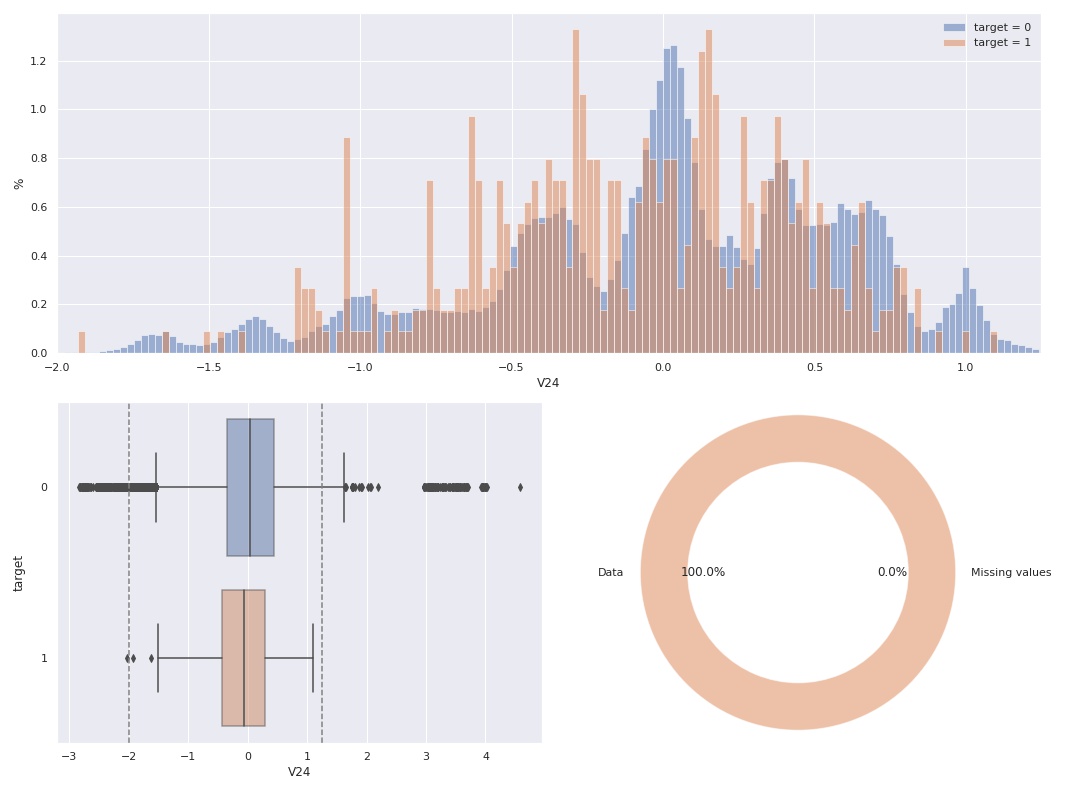 target = 0
target = 1
1.2
1.0
0.8
0.6
0.4
0.2
0.0
%
−2.0 −1.5 −1.0 −0.5 0.0 0.5 1.0
V24
0
1
target
−3 −2 −1 0 1 2 3 4
V24
Data 100.0% 0.0% Missing values